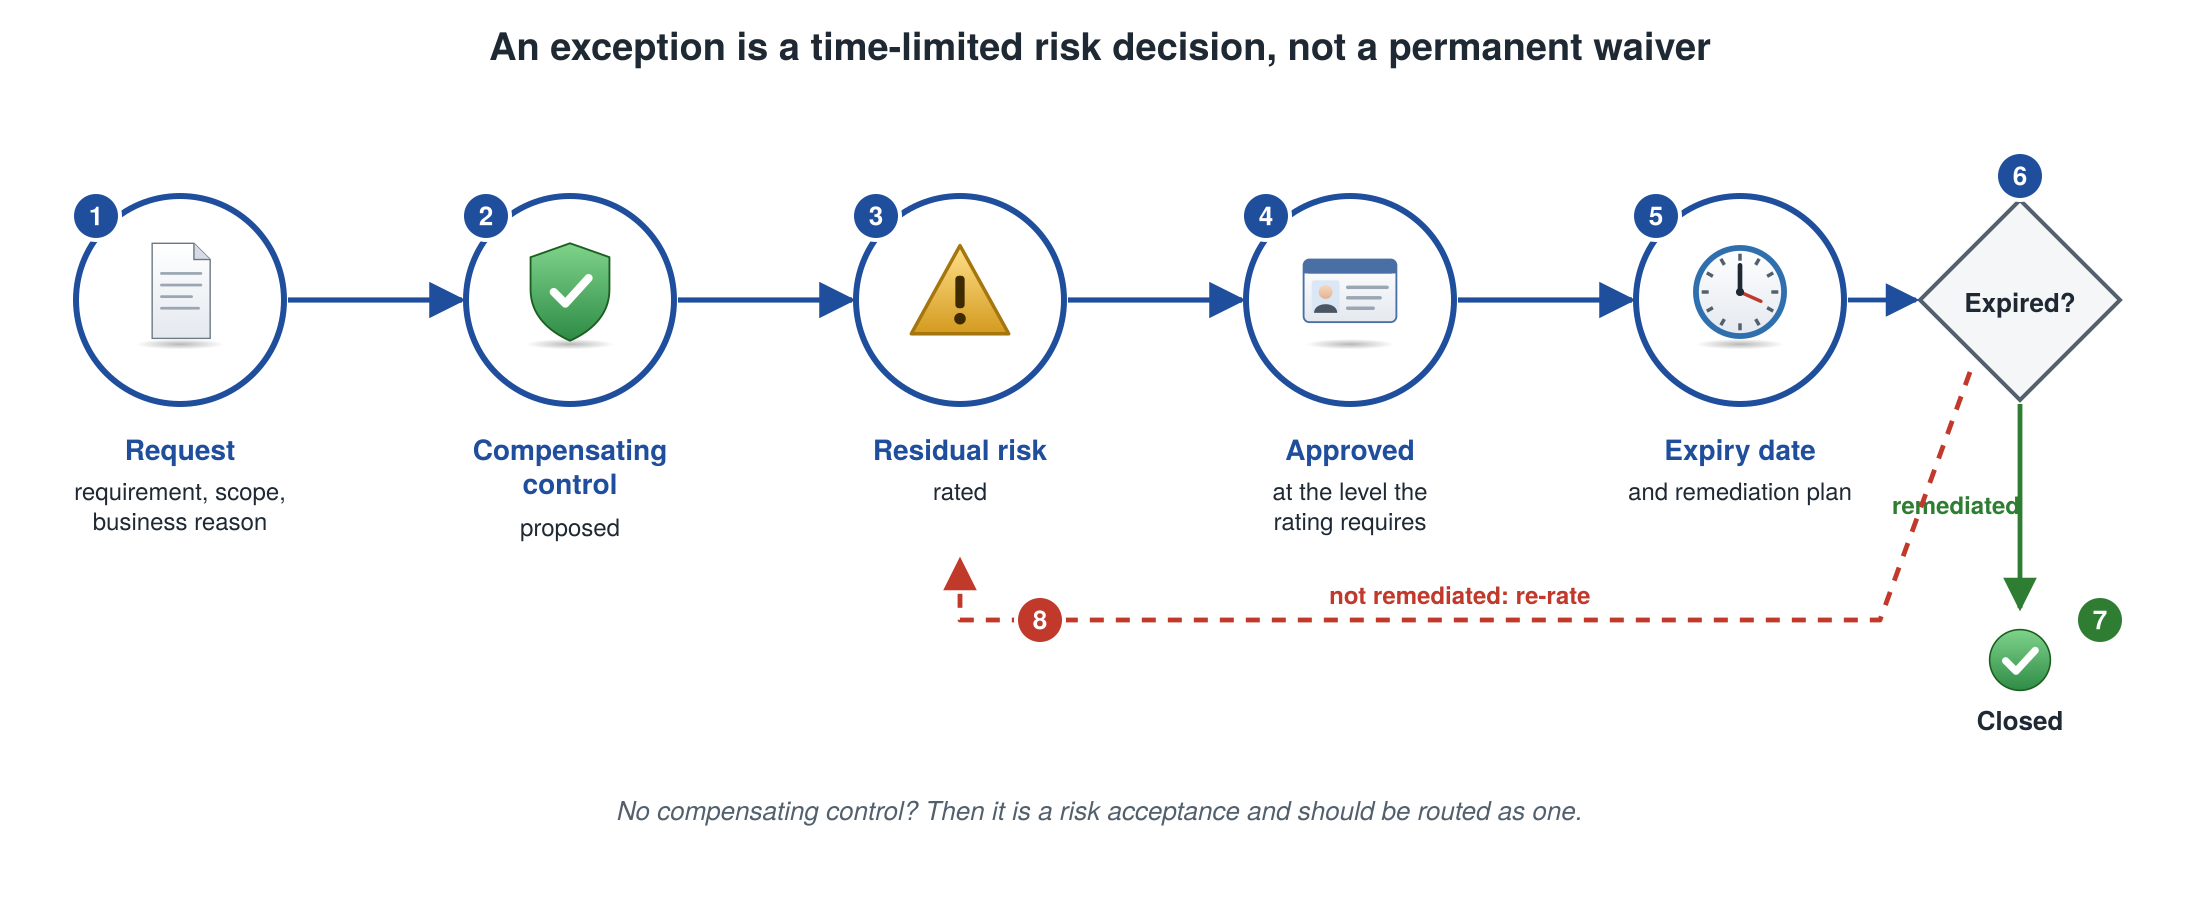 An exception is a time-limited risk decision, not a permanent waiver
1
Request
requirement, scope,
business reason
2
Compensating
control
proposed
3
Residual risk
rated
4
Approved
at the level the
rating requires
5
Expiry date
and remediation plan
6
Expired?
remediated
7
Closed
not remediated: re-rate
8
No compensating control? Then it is a risk acceptance and should be routed as one.